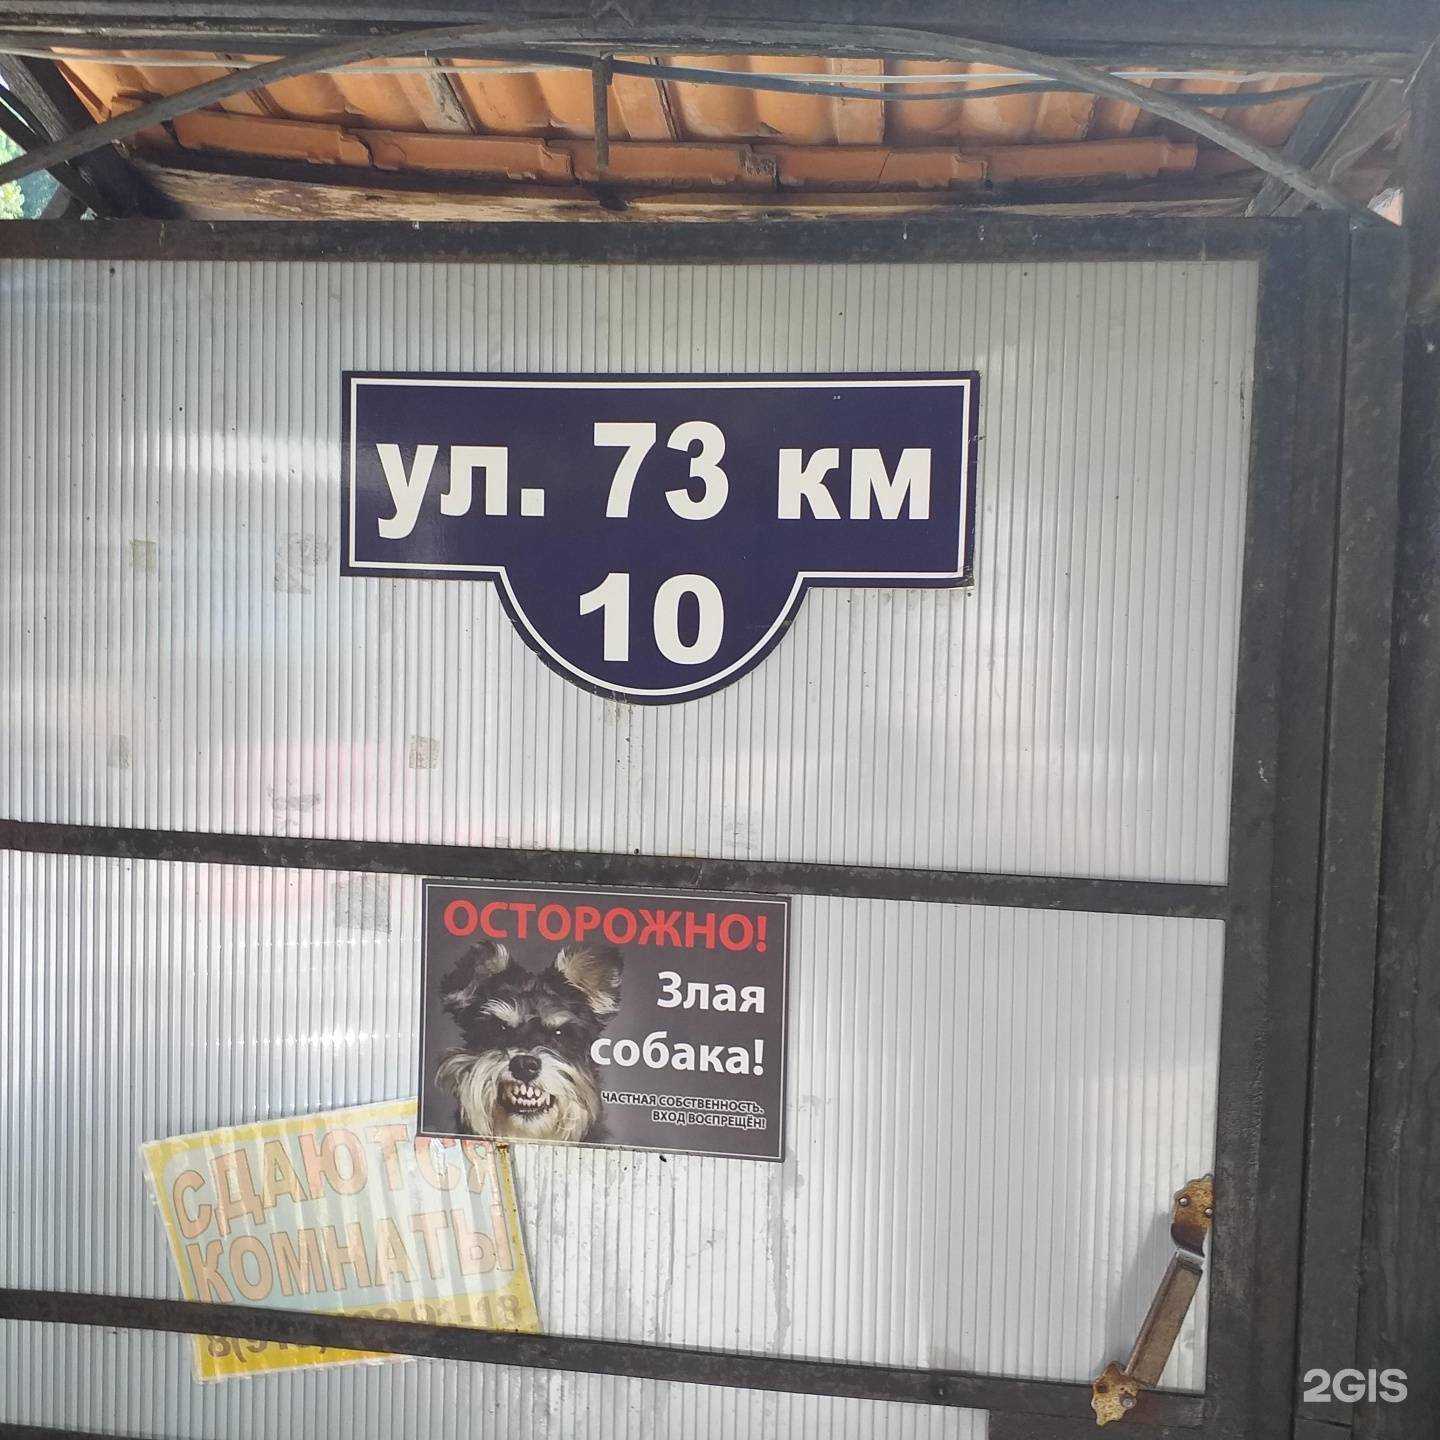 ул. 73 км
10
ОСТОРОЖНО!
Злая
собака!
ЧАСТНАЯ СОБСТВЕННОСТЬ.
ВХОД ВОСПРЕЩЁН!
СДАЮТСЯ
КОМНАТЫ
2GIS